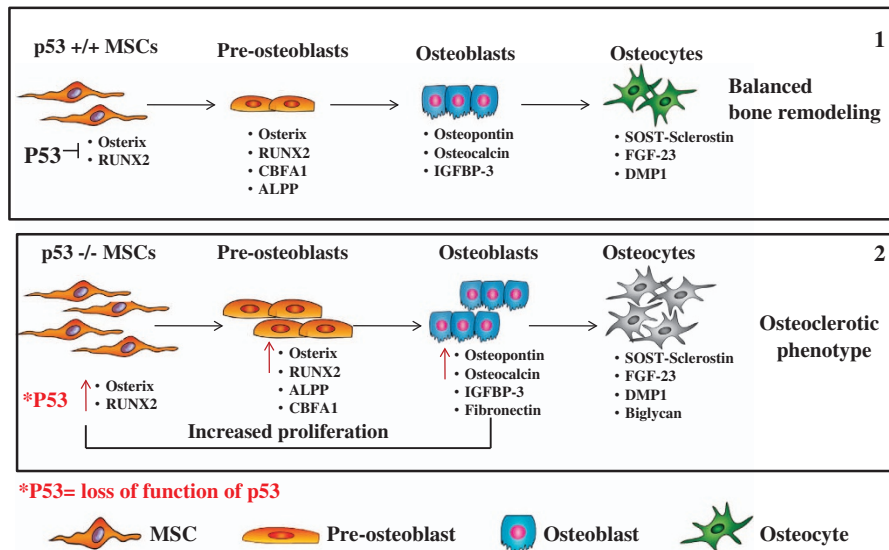 p53 +/+ MSCs
Pre-osteoblasts
Osteoblasts
Osteocytes
1
Balanced
bone remodeling
P53
• Osterix
• RUNX2
• Osterix
• RUNX2
• CBFA1
• ALPP
• Osteopontin
• Osteocalcin
• IGFBP-3
• SOST-Sclerostin
• FGF-23
• DMP1
p53 -/- MSCs
Pre-osteoblasts
Osteoblasts
Osteocytes
2
Osteoclerotic
phenotype
*P53
• Osterix
• RUNX2
• Osterix
• RUNX2
• ALPP
• CBFA1
• Osteopontin
• Osteocalcin
• IGFBP-3
• Fibronectin
• SOST-Sclerostin
• FGF-23
• DMP1
• Biglycan
Increased proliferation
*P53= loss of function of p53
MSC
Pre-osteoblast
Osteoblast
Osteocyte